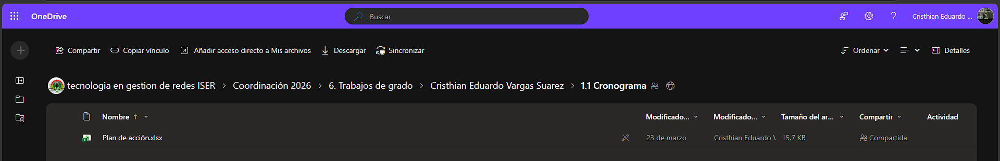 OneDrive
Buscar
Cristhian Eduardo ...
Compartir
Copiar vínculo
Añadir acceso directo a Mis archivos
Descargar
Sincronizar
Ordenar
Detalles
tecnologia en gestion de redes ISER > Coordinación 2026 > 6. Trabajos de grado > Cristhian Eduardo Vargas Suarez > 1.1 Cronograma
Nombre Modificado... Modificado... Tamaño del ar... Compartir Actividad
Plan de acción.xlsx 23 de marzo Cristhian Eduardo 15,7 KB Compartida